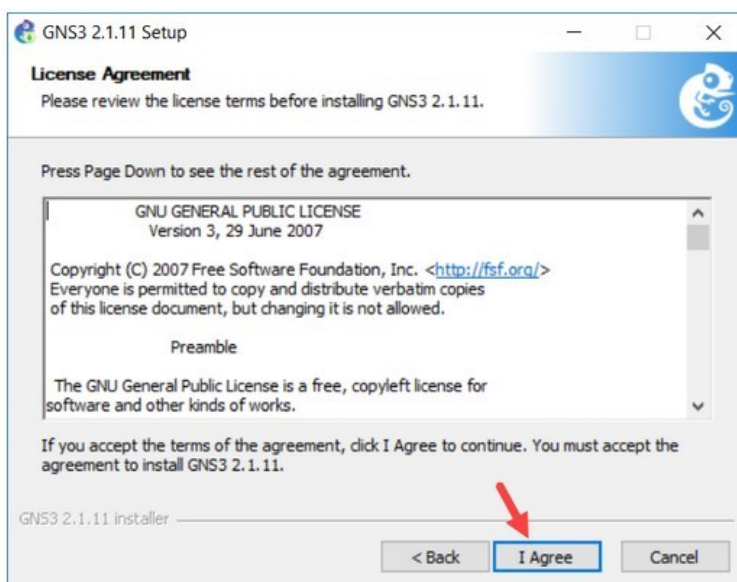 GNS3 2.1.11 Setup
License Agreement
Please review the license terms before installing GNS3 2.1.11.
Press Page Down to see the rest of the agreement.
GNU GENERAL PUBLIC LICENSE
Version 3, 29 June 2007
Copyright (C) 2007 Free Software Foundation, Inc. <http://fsf.org/>
Everyone is permitted to copy and distribute verbatim copies
of this license document, but changing it is not allowed.
Preamble
The GNU General Public License is a free, copyleft license for
software and other kinds of works.
If you accept the terms of the agreement, click I Agree to continue. You must accept the
agreement to install GNS3 2.1.11.
GNS3 2.1.11 installer
< Back I Agree Cancel